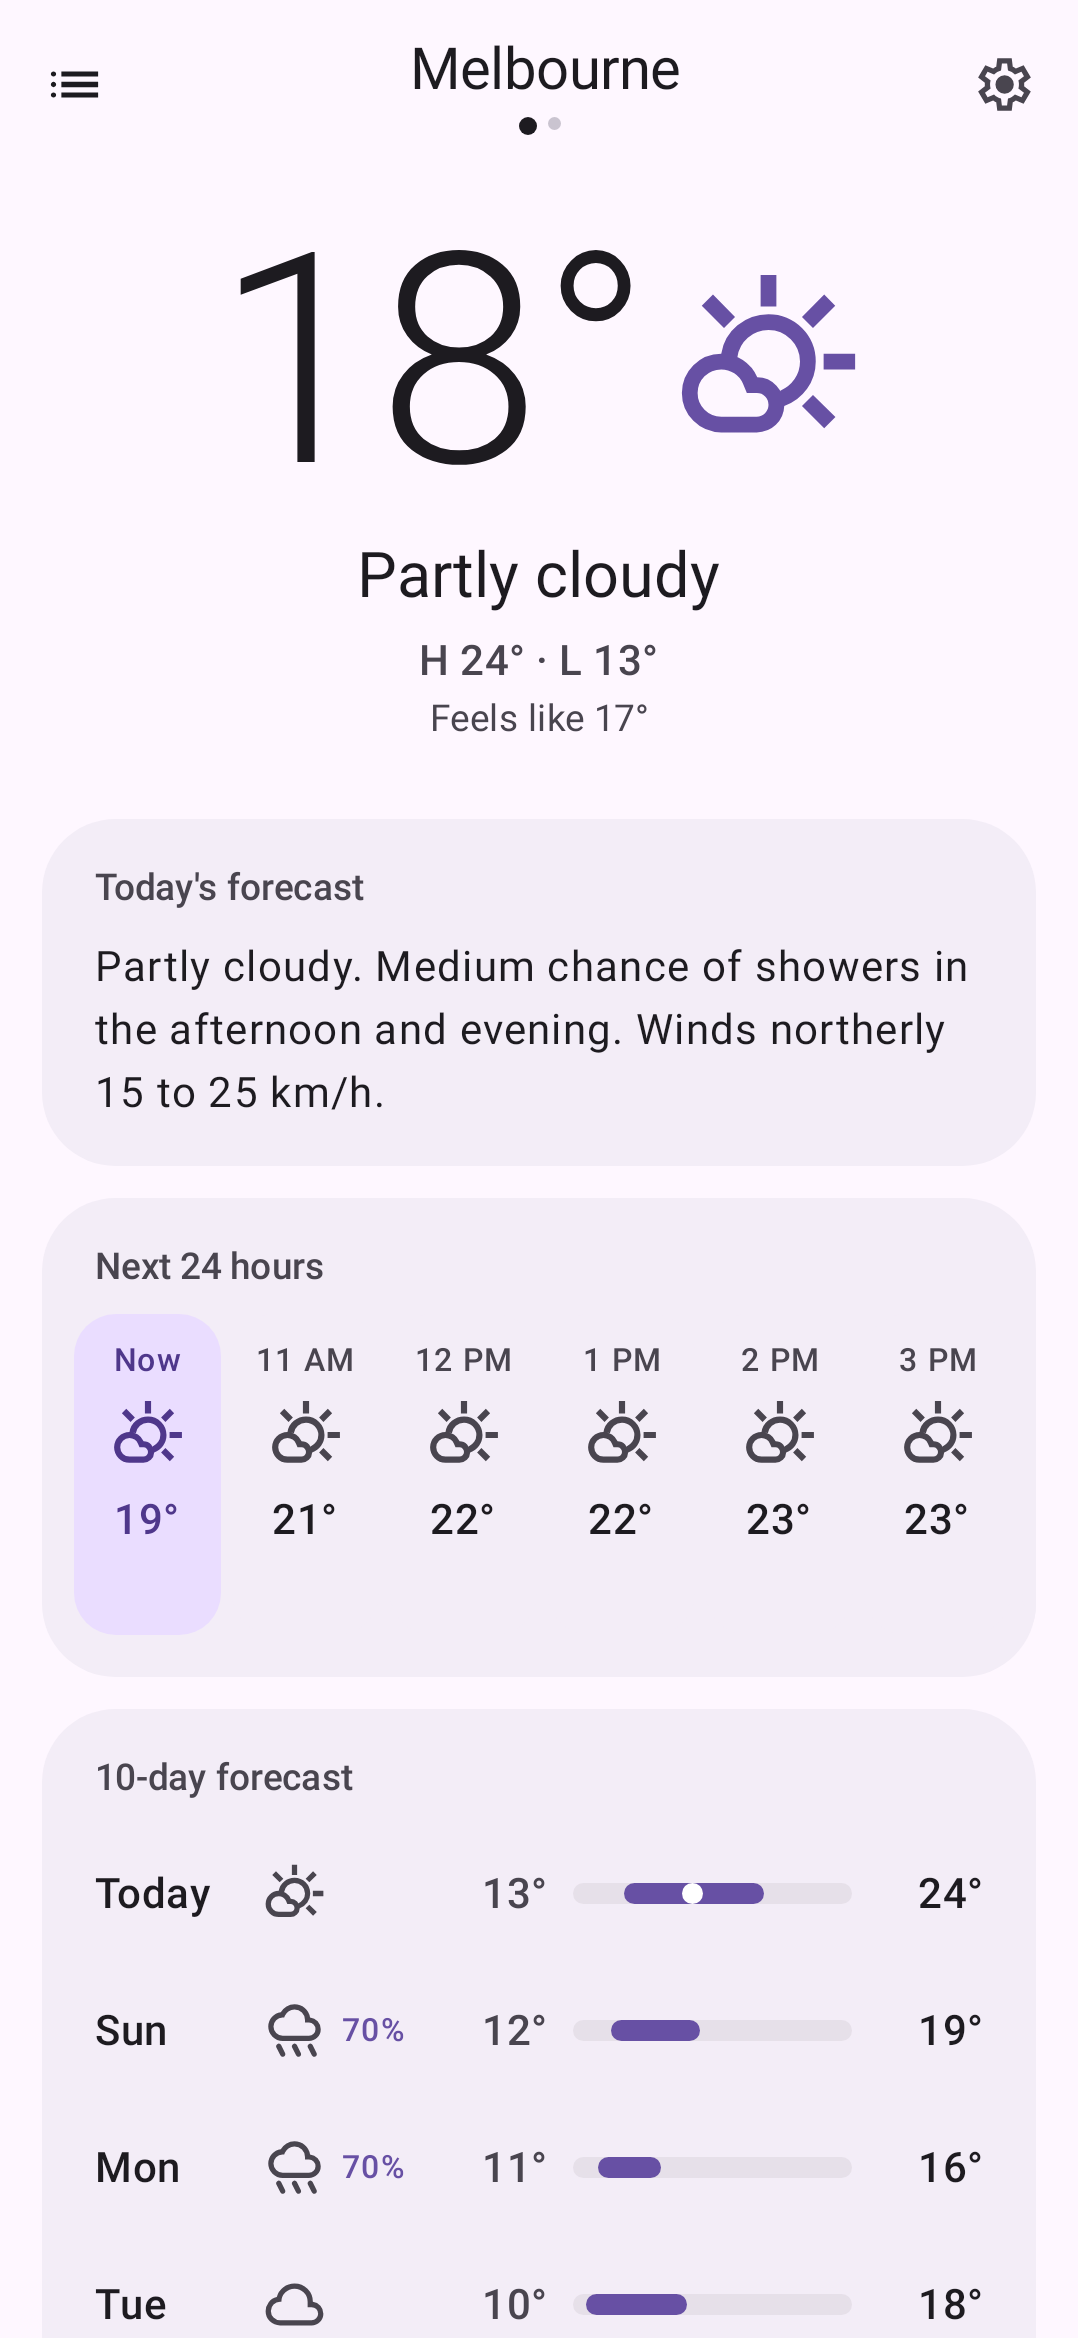 Melbourne
18°
Partly cloudy
H 24° · L 13°
Feels like 17°
Today's forecast
Partly cloudy. Medium chance of showers in
the afternoon and evening. Winds northerly
15 to 25 km/h.
Next 24 hours
Now 11 AM 12 PM 1 PM 2 PM 3 PM
19° 21° 22° 22° 23° 23°
10-day forecast
Today 13° 24°
Sun 70% 12° 19°
Mon 70% 11° 16°
Tue 10° 18°